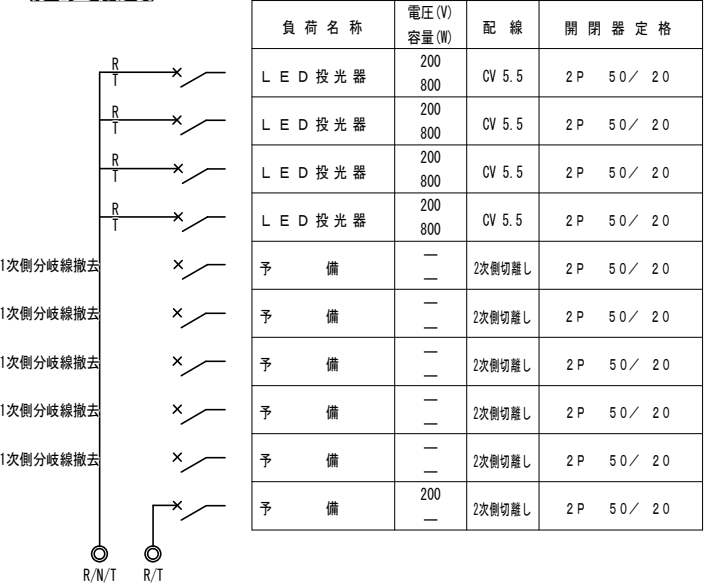 負荷名称 電圧(V) 配線 開閉器定格
容量(W)
R
T
LED投光器 200 CV 5.5 2P 50/20
800
R
T
LED投光器 200 CV 5.5 2P 50/20
800
R
T
LED投光器 200 CV 5.5 2P 50/20
800
R
T
LED投光器 200 CV 5.5 2P 50/20
800
1次側分岐線撤去 予備 — 2次側切離し 2P 50/20
—
1次側分岐線撤去 予備 — 2次側切離し 2P 50/20
—
1次側分岐線撤去 予備 — 2次側切離し 2P 50/20
—
1次側分岐線撤去 予備 — 2次側切離し 2P 50/20
—
1次側分岐線撤去 予備 — 2次側切離し 2P 50/20
—
予備 200 2次側切離し 2P 50/20
—
R/N/T R/T